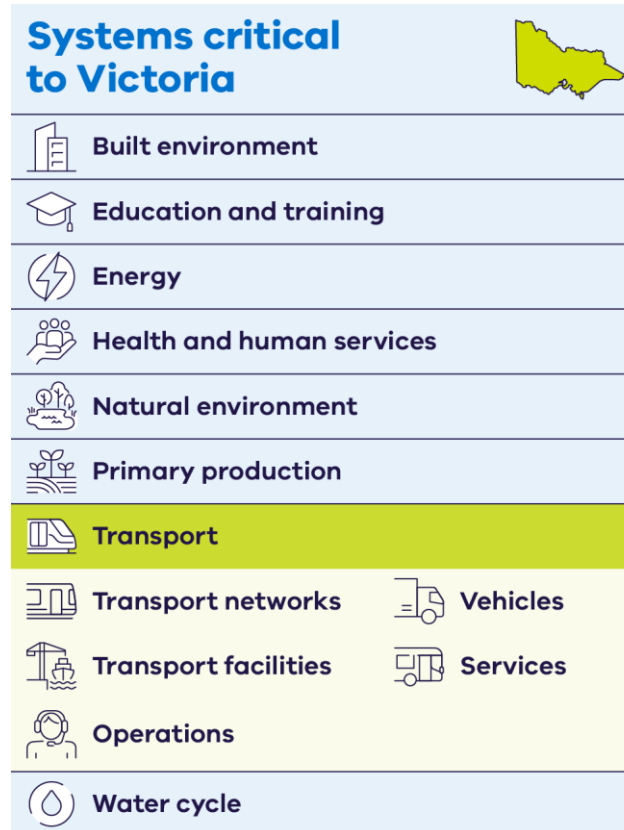 Systems critical
to Victoria
Built environment
Education and training
Energy
Health and human services
Natural environment
Primary production
Transport
Transport networks
Vehicles
Transport facilities
Services
Operations
Water cycle